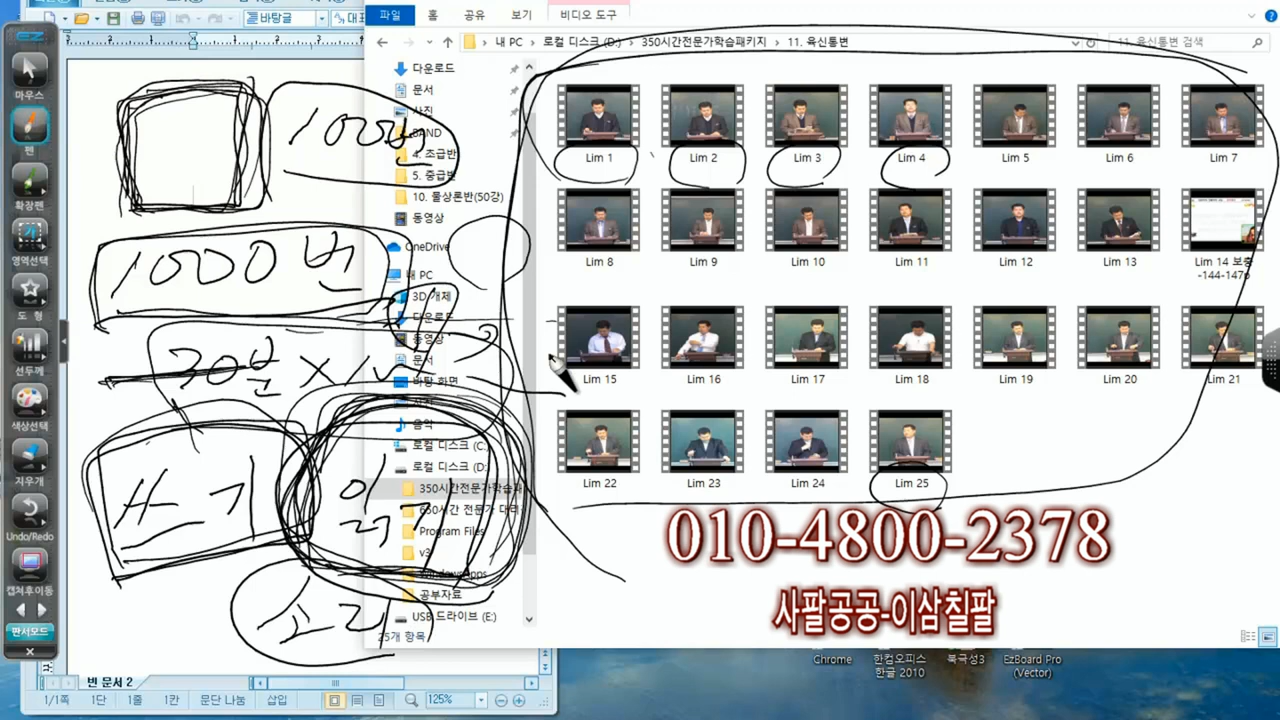 바탕글
파일
홈
공유
보기
비디오 도구
내 PC > 로컬 디스크 (D:) > 350시간전문가학습패키지 > 11. 육신통변
11. 육신통변 검색
마우스
펜
확장펜
영역선택
도 형
선두께
색상선택
지우개
Undo/Redo
캡쳐후이동
판서모드
다운로드
문서
사진
BAND
4. 초급반
5. 중급반
10. 물상론반(50강)
동영상
OneDrive
내 PC
3D 개체
다운로드
동영상
문서
바탕 화면
음악
로컬 디스크 (C:)
로컬 디스크 (D:)
350시간전문가학습패
630시간 전문가 대
Program Files
v3
WindowsApps
공부자료
USB 드라이브 (E:)
25개 항목
Lim 1
Lim 2
Lim 3
Lim 4
Lim 5
Lim 6
Lim 7
Lim 8
Lim 9
Lim 10
Lim 11
Lim 12
Lim 13
Lim 14 보충
-144-147p
Lim 15
Lim 16
Lim 17
Lim 18
Lim 19
Lim 20
Lim 21
Lim 22
Lim 23
Lim 24
Lim 25
100번
1000번
30분 X
쓰기
읽기
소리
010-4800-2378
사팔공공-이삼칠팔
Chrome
한컴오피스
한글 2010
북극성3
EzBoard Pro
(Vector)
빈 문서 2
1/1쪽
1단
1줄
1칸
문단 나눔
삽입
125%